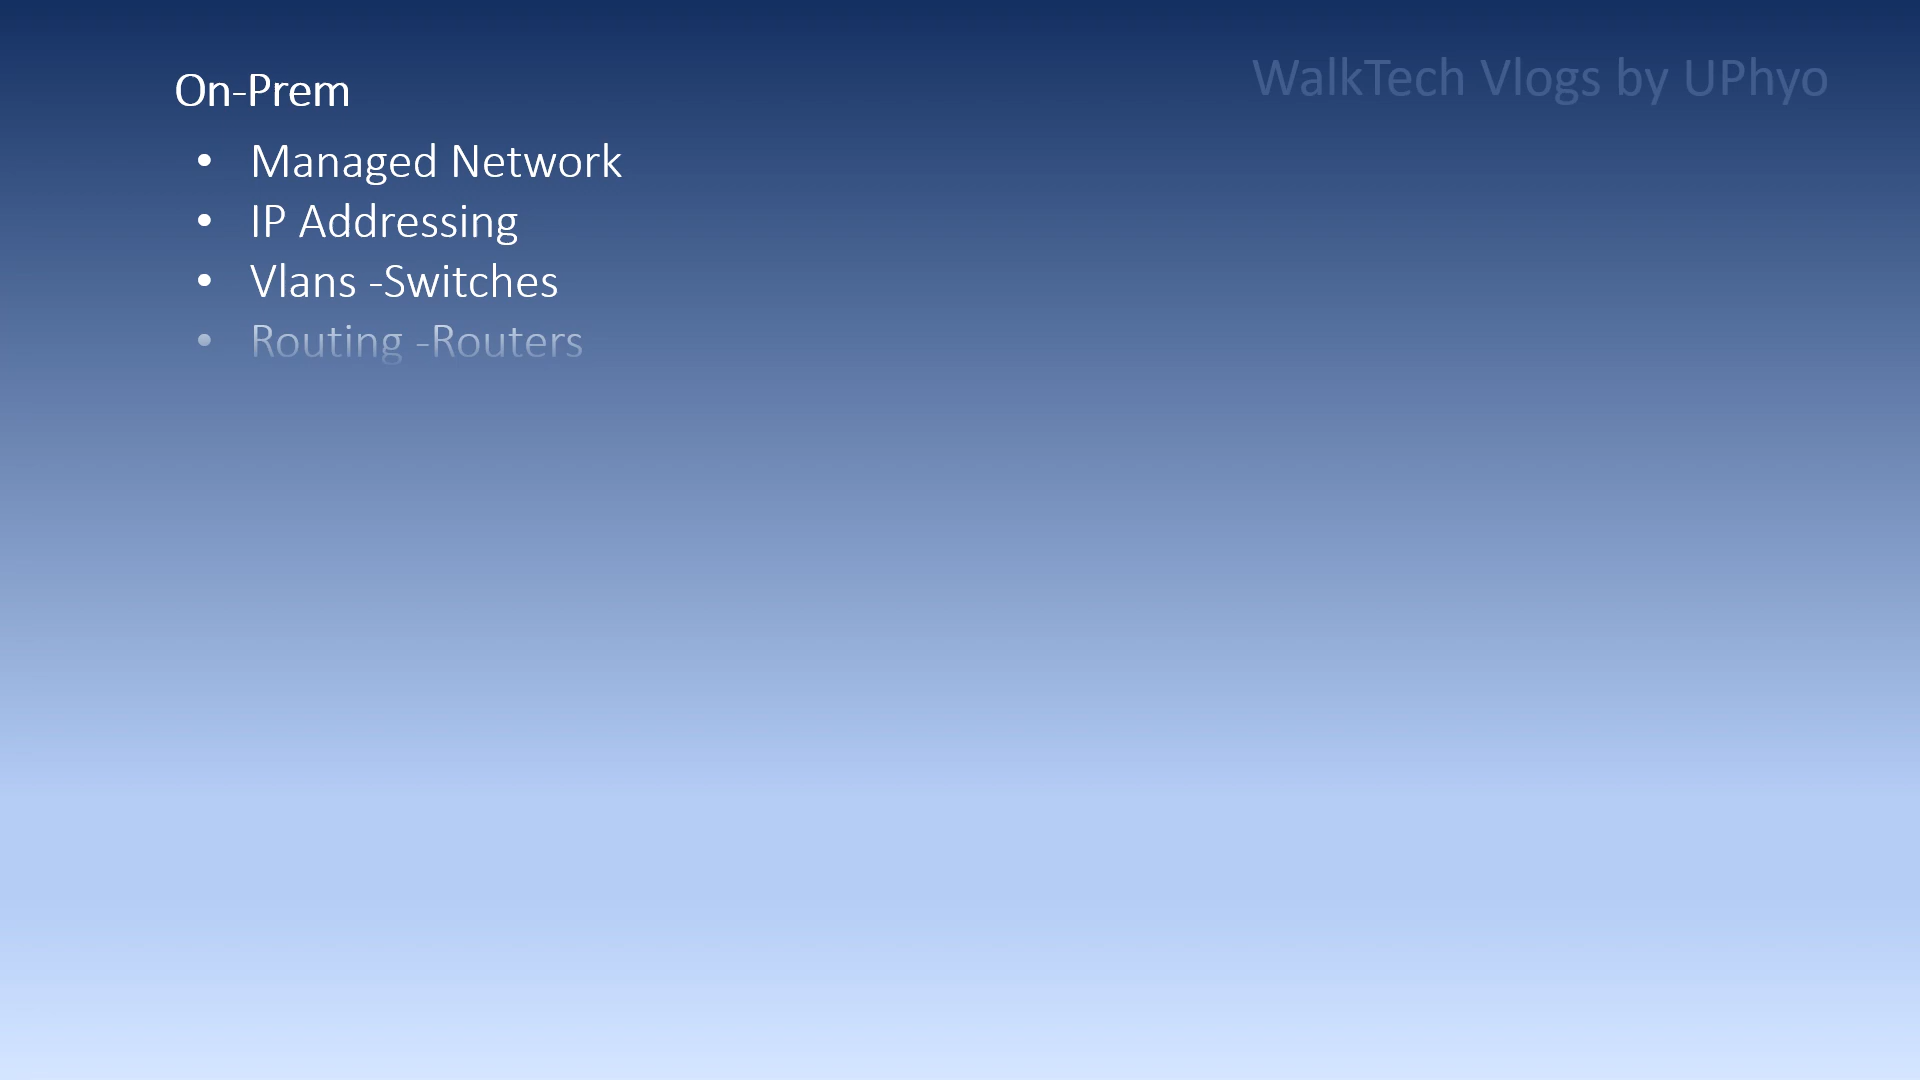 On-Prem
WalkTech Vlogs by UPhyo
• Managed Network
• IP Addressing
• Vlans -Switches
• Routing -Routers